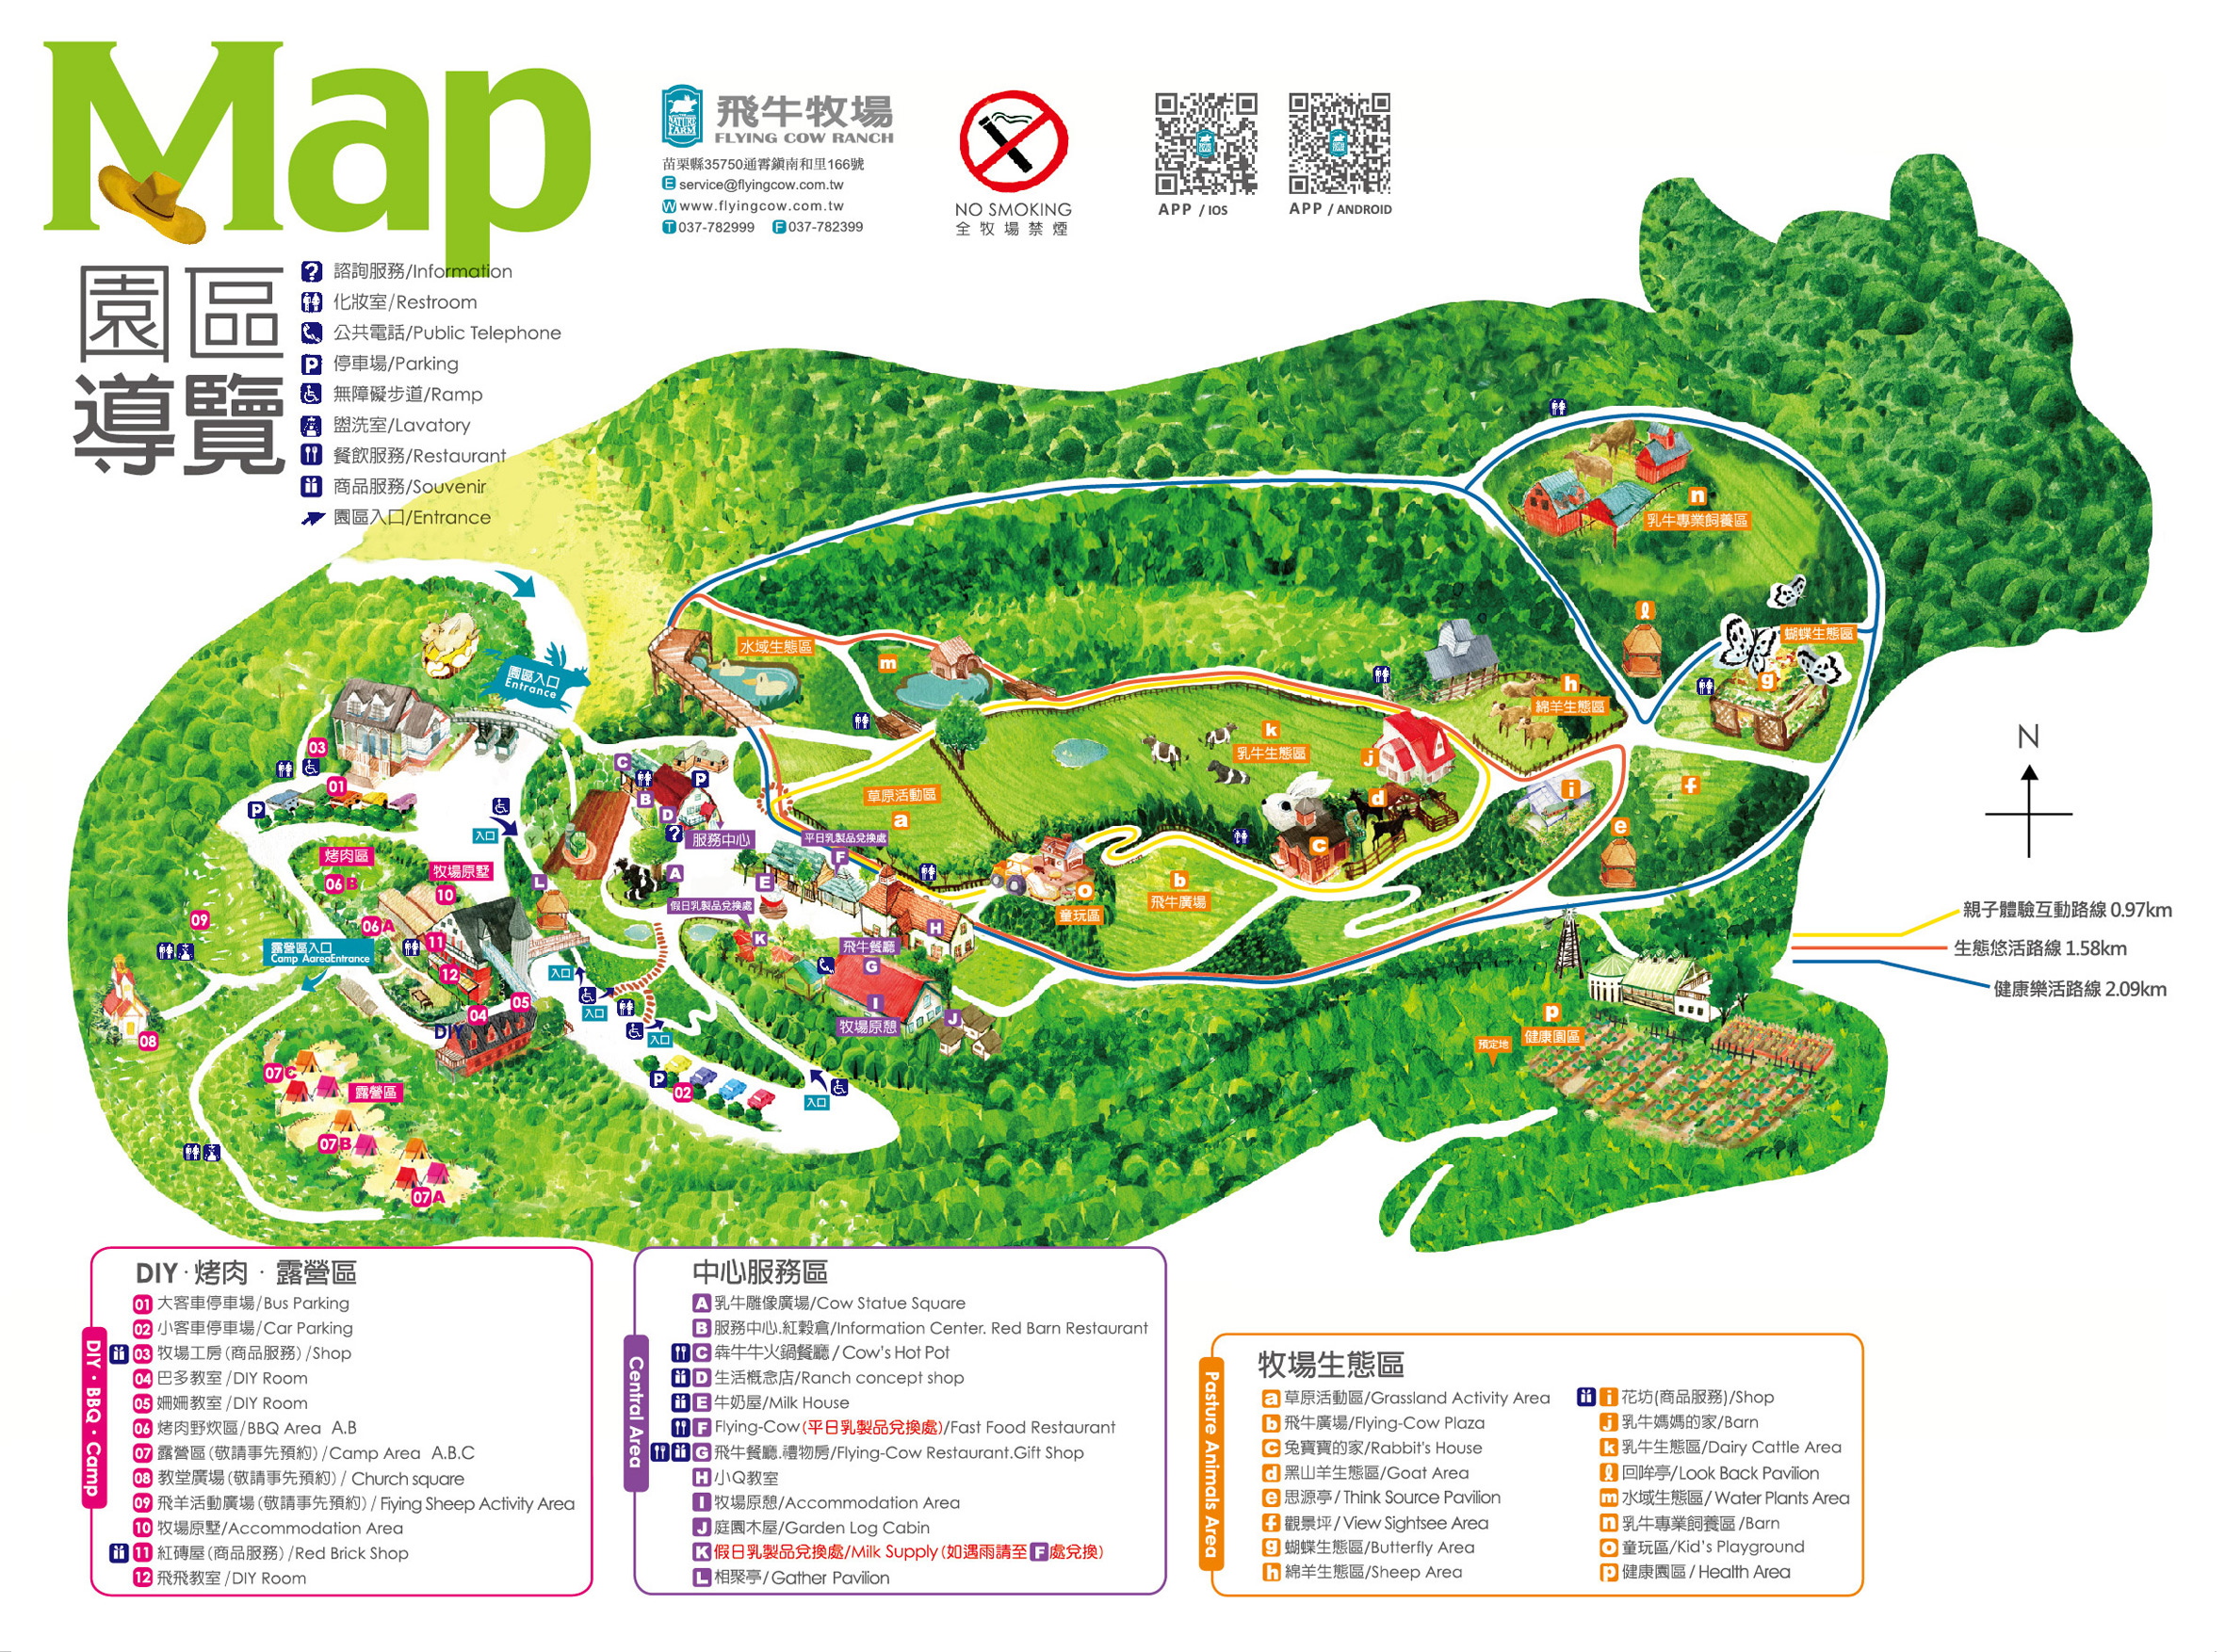 Map
園區
導覽
諮詢服務/Information
化妝室/Restroom
公共電話/Public Telephone
P 停車場/Parking
無障礙步道/Ramp
盥洗室/Lavatory
餐飲服務/Restaurant
商品服務/Souvenir
園區入口/Entrance
NATURE FARM
飛牛牧場
FLYING COW RANCH
苗栗縣35750通霄鎮南和里166號
E service@flyingcow.com.tw
W www.flyingcow.com.tw
T 037-782999 F 037-782399
NO SMOKING
全牧場禁煙
APP / IOS
APP / ANDROID
n
乳牛專業飼養區
l
蝴蝶生態區
g
水域生態區
m
h
綿羊生態區
k
乳牛生態區
j
草原活動區
a
d
i
f
e
c
b
飛牛廣場
o
童玩區
p
健康園區
預定地
N
親子體驗互動路線 0.97km
生態悠活路線 1.58km
健康樂活路線 2.09km
園區入口
Entrance
03
01
P
入口
烤肉區
06B
牧場原墅
10
06A
11
12
09
露營區入口
Camp AareaEntrance
08
05
04
DIY
07C
露營區
07B
07A
C
B
P
D
?
服務中心
A
L
平日乳製品兌換處
F
E
假日乳製品兌換處
K
H
飛牛餐廳
G
I
牧場原憩
J
入口
入口
入口
P
02
入口
DIY·烤肉·露營區
DIY·BBQ·Camp
01 大客車停車場/Bus Parking
02 小客車停車場/Car Parking
03 牧場工房(商品服務)/Shop
04 巴多教室/DIY Room
05 姍姍教室/DIY Room
06 烤肉野炊區/BBQ Area A.B
07 露營區(敬請事先預約)/Camp Area A.B.C
08 教堂廣場(敬請事先預約)/ Church square
09 飛羊活動廣場(敬請事先預約)/ Fiying Sheep Activity Area
10 牧場原墅/Accommodation Area
11 紅磚屋(商品服務)/Red Brick Shop
12 飛飛教室/DIY Room
中心服務區
Central Area
A 乳牛雕像廣場/Cow Statue Square
B 服務中心.紅穀倉/Information Center. Red Barn Restaurant
C 犇牛牛火鍋餐廳/ Cow's Hot Pot
D 生活概念店/Ranch concept shop
E 牛奶屋/Milk House
F Flying-Cow(平日乳製品兌換處)/Fast Food Restaurant
G 飛牛餐廳.禮物房/Flying-Cow Restaurant.Gift Shop
H 小Q教室
I 牧場原憩/Accommodation Area
J 庭園木屋/Garden Log Cabin
K 假日乳製品兌換處/Milk Supply(如遇雨請至F處兌換)
L 相聚亭/Gather Pavilion
牧場生態區
Pasture Animals Area
a 草原活動區/Grassland Activity Area
b 飛牛廣場/Flying-Cow Plaza
c 兔寶寶的家/Rabbit's House
d 黑山羊生態區/Goat Area
e 思源亭/ Think Source Pavilion
f 觀景坪/ View Sightsee Area
g 蝴蝶生態區/Butterfly Area
h 綿羊生態區/Sheep Area
i 花坊(商品服務)/Shop
j 乳牛媽媽的家/Barn
k 乳牛生態區/Dairy Cattle Area
l 回眸亭/Look Back Pavilion
m 水域生態區/ Water Plants Area
n 乳牛專業飼養區/Barn
o 童玩區/Kid's Playground
p 健康園區/ Health Area